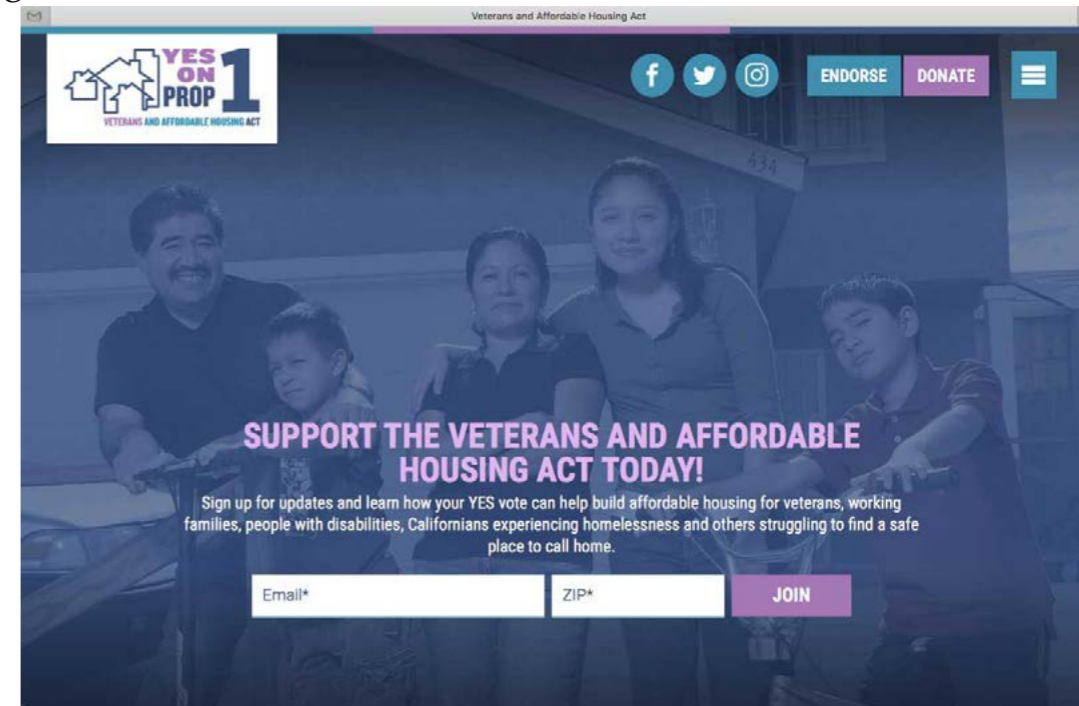 Veterans and Affordable Housing Act
YES
ON
PROP
1
VETERANS AND AFFORDABLE HOUSING ACT
f
ENDORSE
DONATE
434
SUPPORT THE VETERANS AND AFFORDABLE
HOUSING ACT TODAY!
Sign up for updates and learn how your YES vote can help build affordable housing for veterans, working
families, people with disabilities, Californians experiencing homelessness and others struggling to find a safe
place to call home.
Email*
ZIP*
JOIN